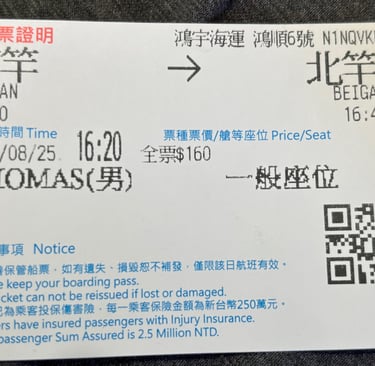 票證明
鴻宇海運 鴻順6號 N1NQVK
竿 → 北竿
AN BEIGA
0 16:4
時間 Time 票種票價/艙等座位 Price/Seat
/08/25. 16:20 全票$160
HOMAS(男) 一般座位
事項 Notice
保管船票，如有遺失、損毀恕不補發，僅限該日航班有效。
e keep your boarding pass.
cket can not be reissued if lost or damaged.
為乘客投保傷害險，每一乘客保險金額為新台幣250萬元。
ers have insured passengers with Injury Insurance.
passenger Sum Assured is 2.5 Million NTD.